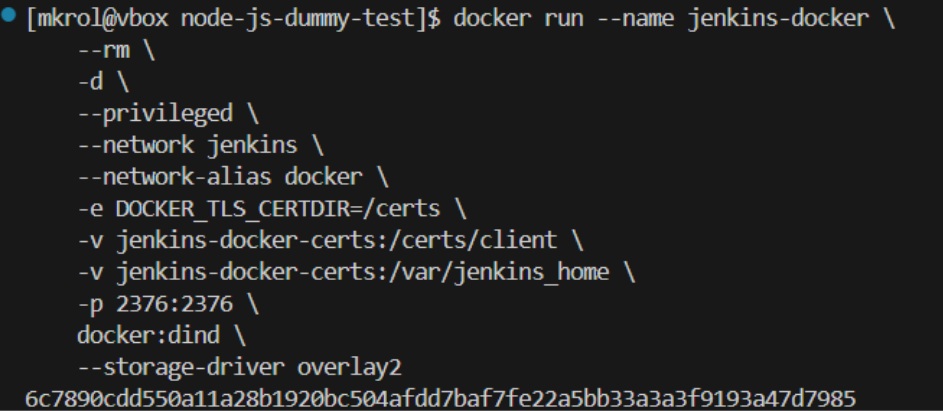 [mkrol@vbox node-js-dummy-test]$ docker run --name jenkins-docker \
--rm \
-d \
--privileged \
--network jenkins \
--network-alias docker \
-e DOCKER_TLS_CERTDIR=/certs \
-v jenkins-docker-certs:/certs/client \
-v jenkins-docker-certs:/var/jenkins_home \
-p 2376:2376 \
docker:dind \
--storage-driver overlay2
6c7890cdd550a11a28b1920bc504afdd7baf7fe22a5bb33a3a3f9193a47d7985